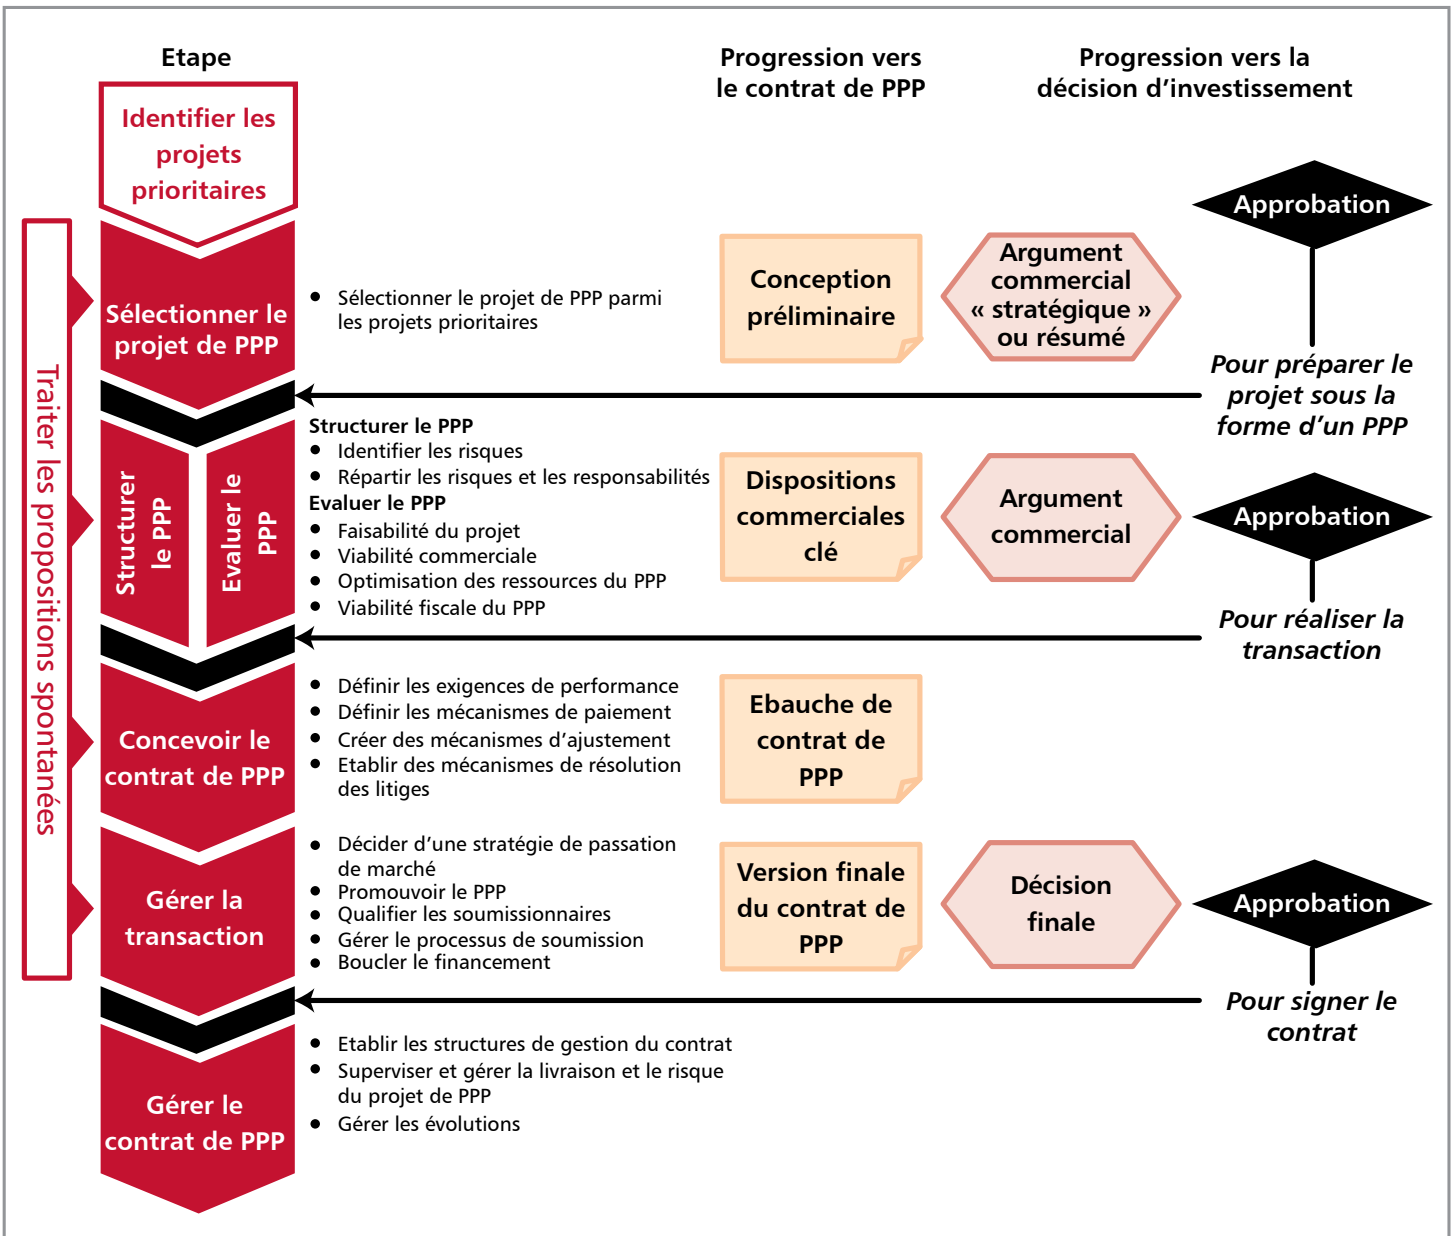 Etape
Progression vers
le contrat de PPP
Progression vers la
décision d’investissement
Identifier les
projets
prioritaires
Traiter les propositions spontanées
Sélectionner le
projet de PPP
• Sélectionner le projet de PPP parmi
les projets prioritaires
Conception
préliminaire
Argument
commercial
« stratégique »
ou résumé
Approbation
Pour préparer le
projet sous la
forme d’un PPP
Structurer
le PPP
Evaluer le
PPP
Structurer le PPP
• Identifier les risques
• Répartir les risques et les responsabilités
Evaluer le PPP
• Faisabilité du projet
• Viabilité commerciale
• Optimisation des ressources du PPP
• Viabilité fiscale du PPP
Dispositions
commerciales
clé
Argument
commercial
Approbation
Pour réaliser la
transaction
Concevoir le
contrat de PPP
• Définir les exigences de performance
• Définir les mécanismes de paiement
• Créer des mécanismes d’ajustement
• Etablir des mécanismes de résolution
des litiges
Ebauche de
contrat de
PPP
Gérer la
transaction
• Décider d’une stratégie de passation
de marché
• Promouvoir le PPP
• Qualifier les soumissionnaires
• Gérer le processus de soumission
• Boucler le financement
Version finale
du contrat de
PPP
Décision
finale
Approbation
Pour signer le
contrat
Gérer le
contrat de PPP
• Etablir les structures de gestion du contrat
• Superviser et gérer la livraison et le risque
du projet de PPP
• Gérer les évolutions